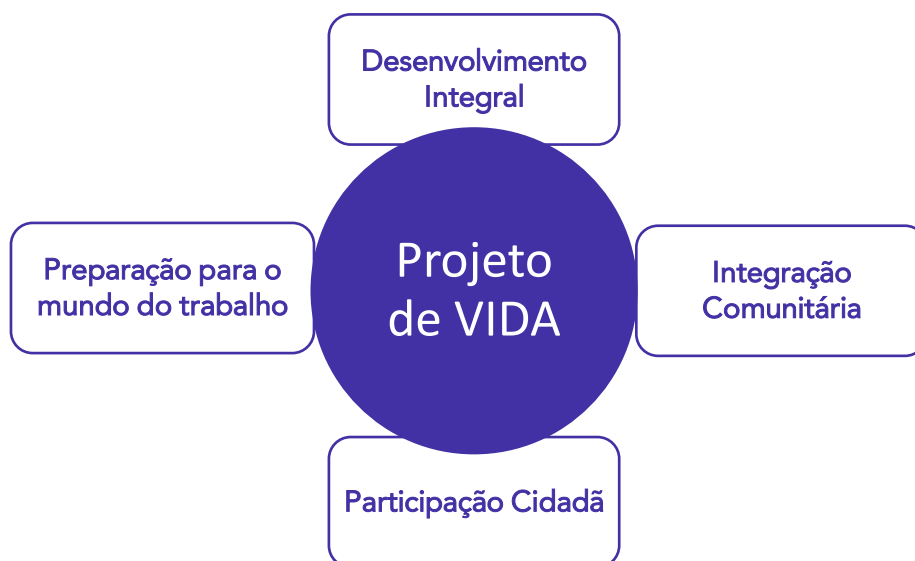 Desenvolvimento
Integral
Preparação para o
mundo do trabalho
Projeto
de VIDA
Integração
Comunitária
Participação Cidadã